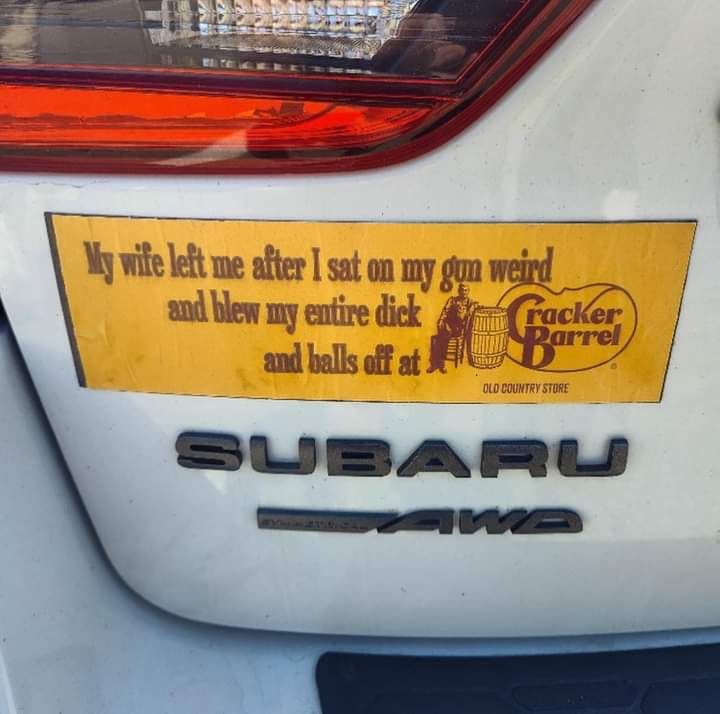 My wife left me after I sat on my gun weird
and blew my entire dick
and balls off at
Cracker
Barrel
OLD COUNTRY STORE
SUBARU
SYMMETRICAL AWD